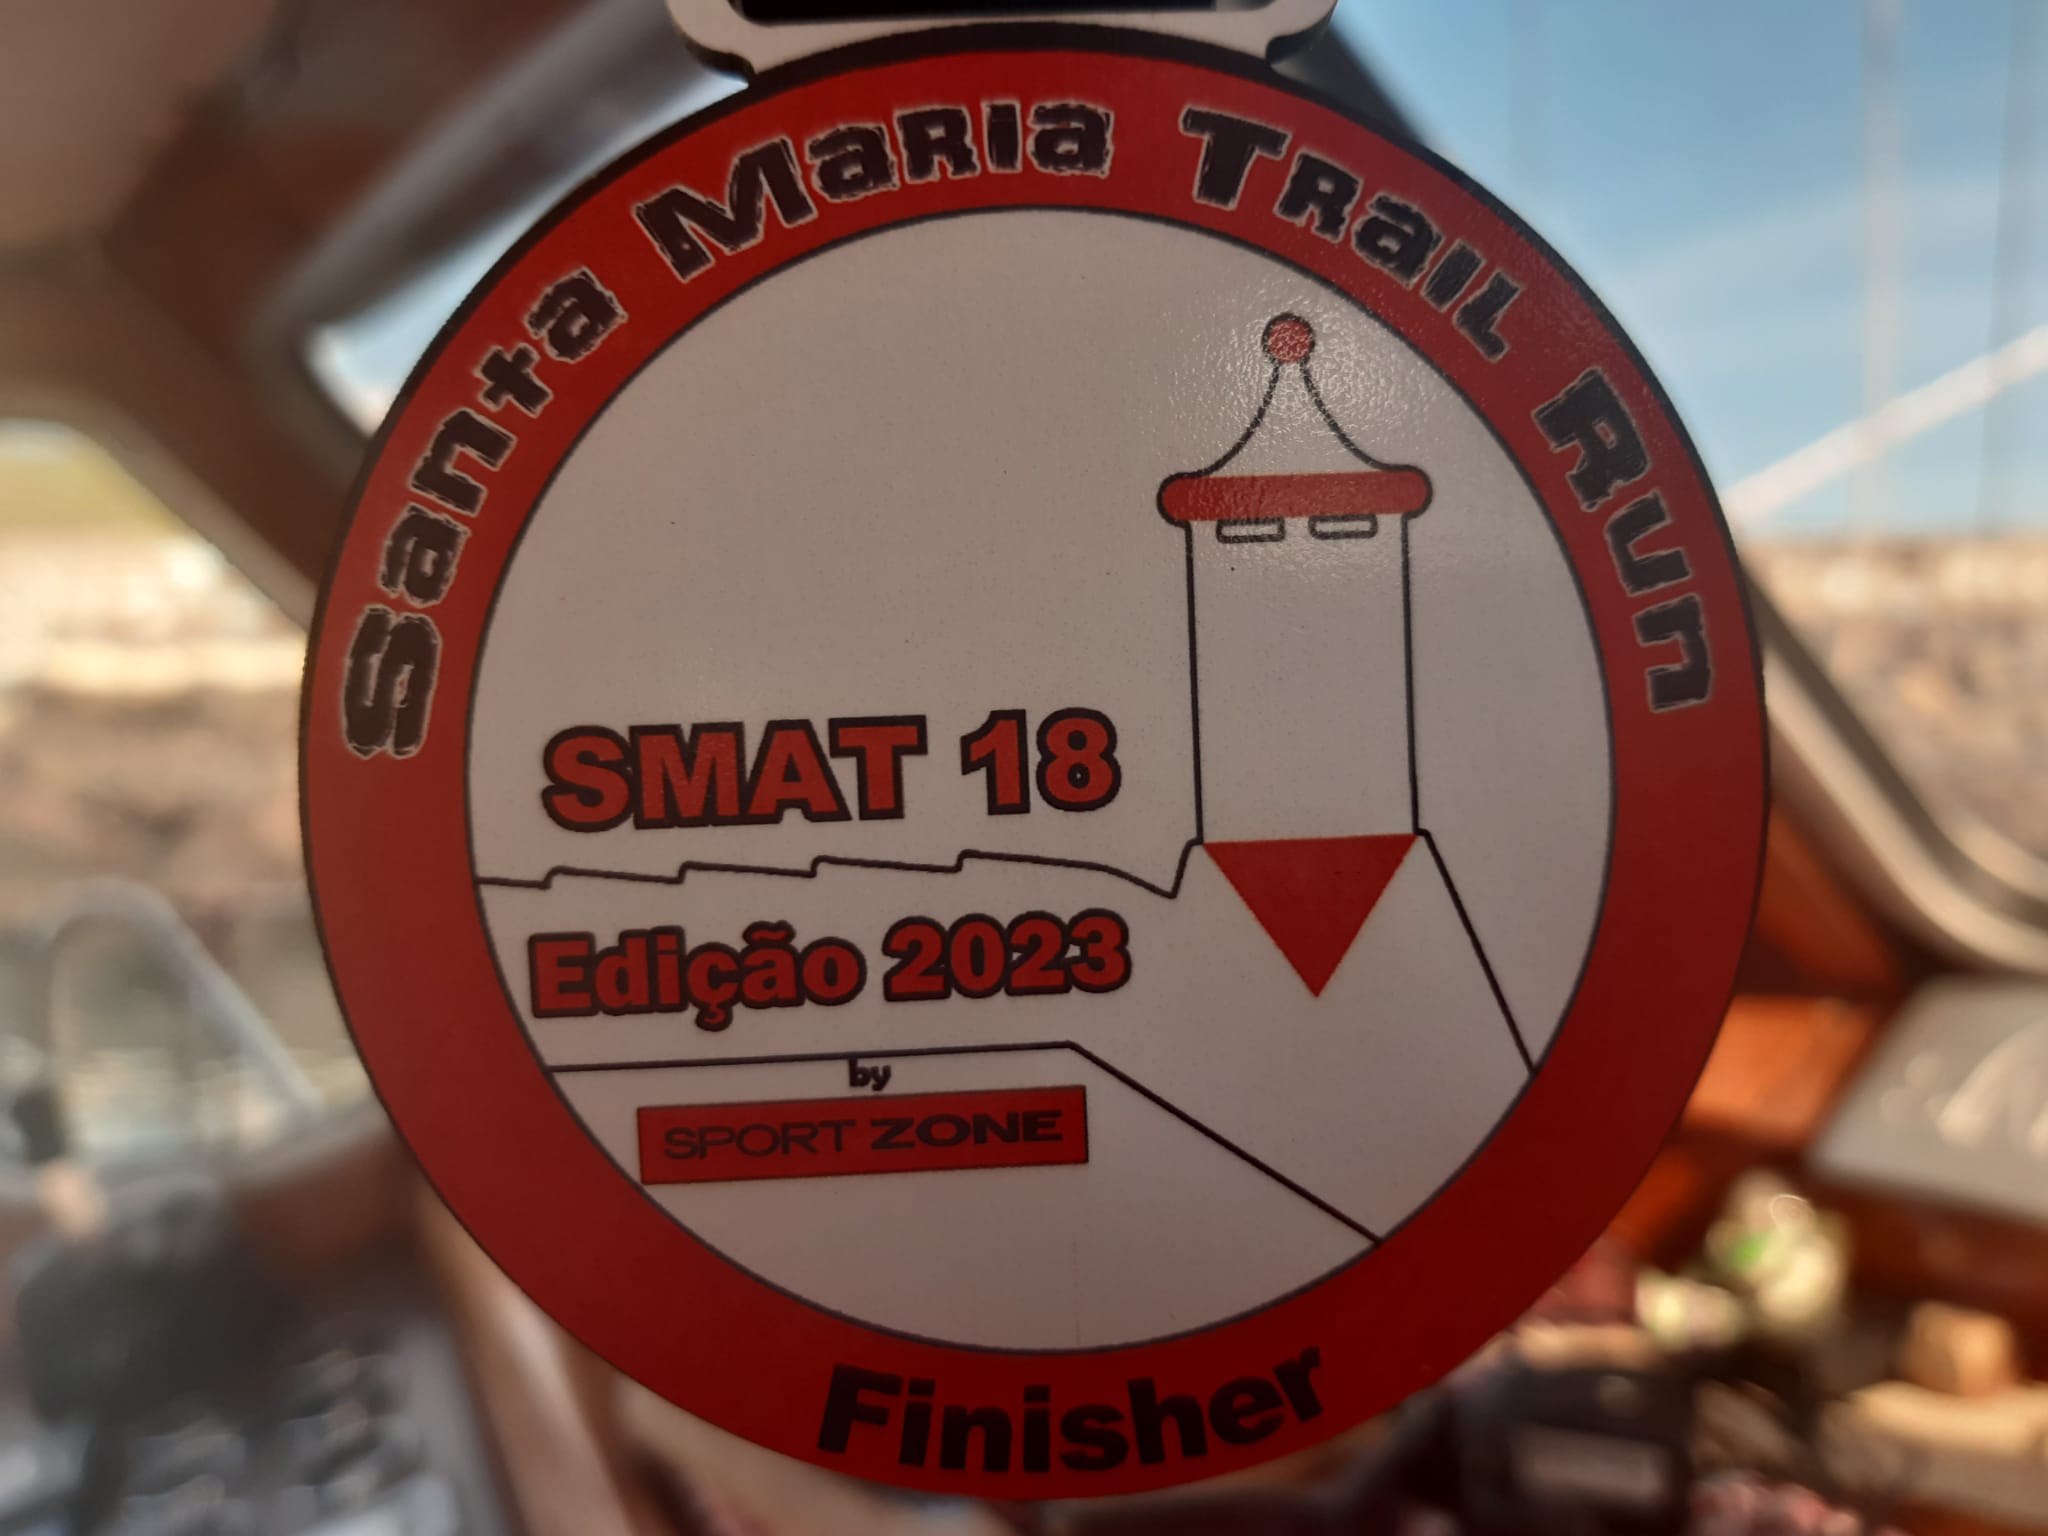 Santa Maria Trail Run
SMAT 18
Edição 2023
by
SPORT ZONE
Finisher